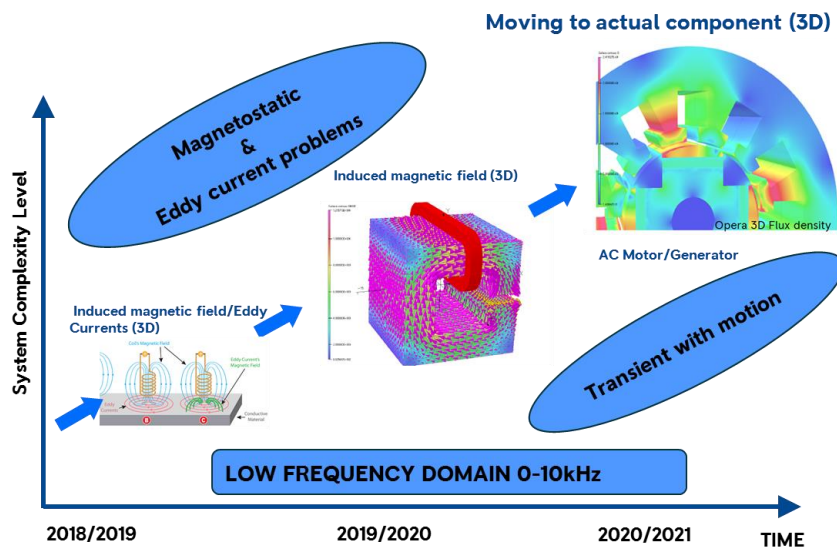 Moving to actual component (3D)
Magnetostatic
&
Eddy current problems
Induced magnetic field (3D)
Opera 3D Flux density
AC Motor/Generator
System Complexity Level
Induced magnetic field/Eddy
Currents (3D)
Coil's Magnetic Field
Eddy Current's
Magnetic Field
Eddy
Currents
Conductive
Material
B
C
Transient with motion
LOW FREQUENCY DOMAIN 0-10kHz
2018/2019
2019/2020
2020/2021
TIME